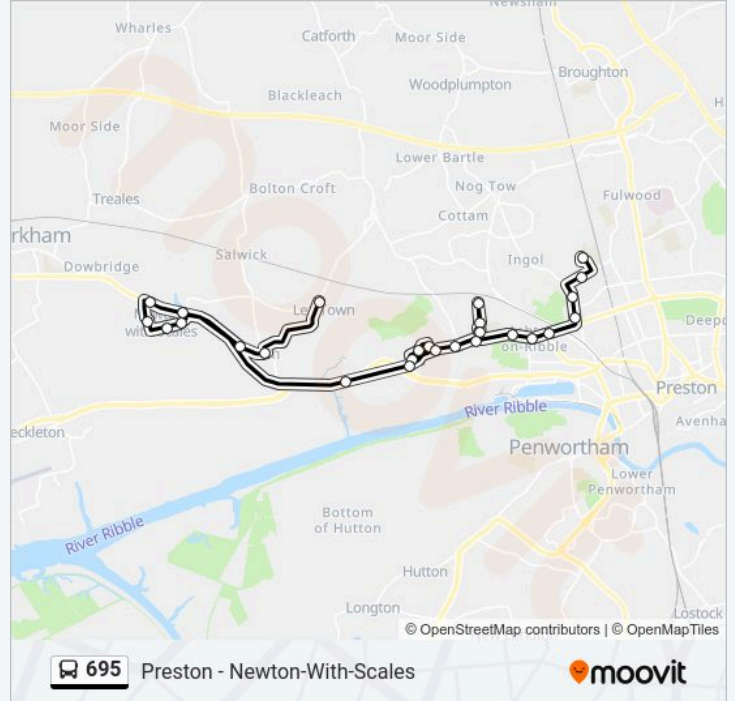 Newsham
Wharles
Catforth
Moor Side
Broughton
Woodplumpton
Blackleach
Moor Side
Lower Bartle
Nog Tow
Bolton Croft
Fulwood
Treales
Cottam
rkham
Salwick
Ingol
Dowbridge
Town
with
on-Ribble
Deepd
Preston
River Ribble
Avenha
eckleton
Penwortham
Lower
Penwortham
River Ribble
Bottom
of Hutton
Hutton
Longton
Lostock
© OpenStreetMap contributors | © OpenMapTiles
695 Preston - Newton-With-Scales
moovit